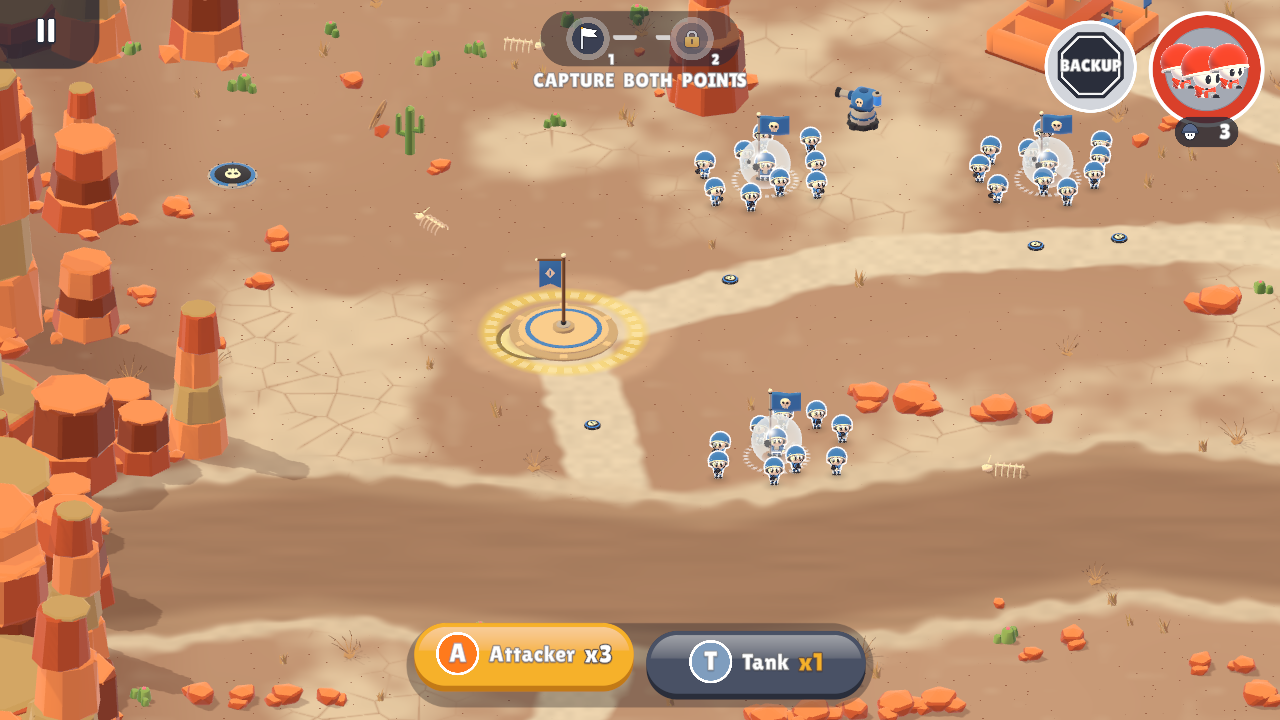 1
2
CAPTURE BOTH POINTS
BACKUP
3
A Attacker x3
T Tank x1